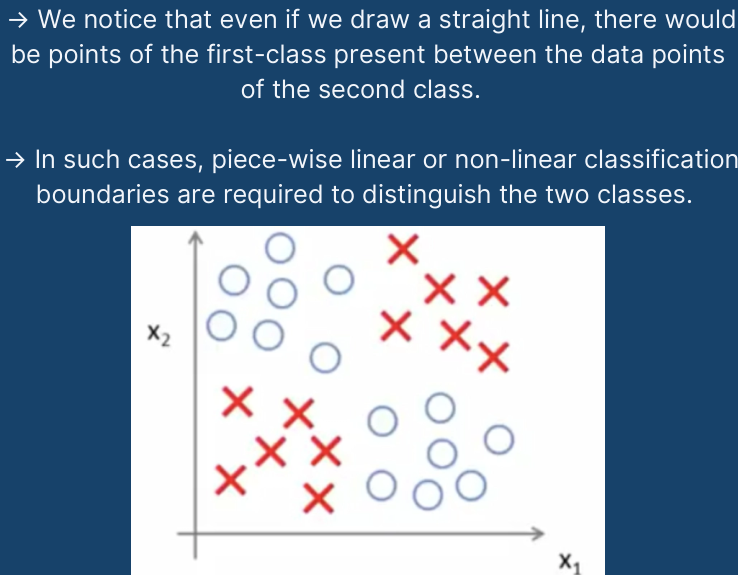 → We notice that even if we draw a straight line, there would
be points of the first-class present between the data points
of the second class.
→ In such cases, piece-wise linear or non-linear classification
boundaries are required to distinguish the two classes.
x₂
x₁